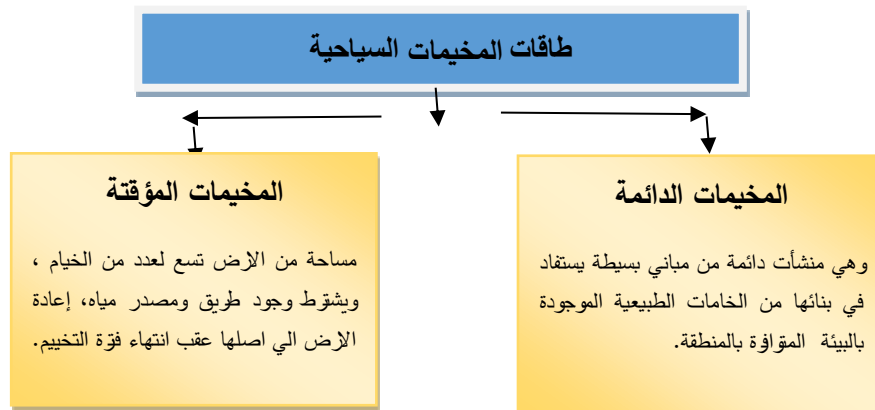 طاقات المخيمات السياحية
المخيمات الدائمة
وهي منشأت دائمة من مباني بسيطة يستفاد
في بنائها من الخامات الطبيعية الموجودة
بالبيئة المتوافرة بالمنطقة.
المخيمات المؤقتة
مساحة من الارض تسع لعدد من الخيام ،
ويشترط وجود طريق ومصدر مياه، إعادة
الارض الي اصلها عقب انتهاء فترة التخييم.